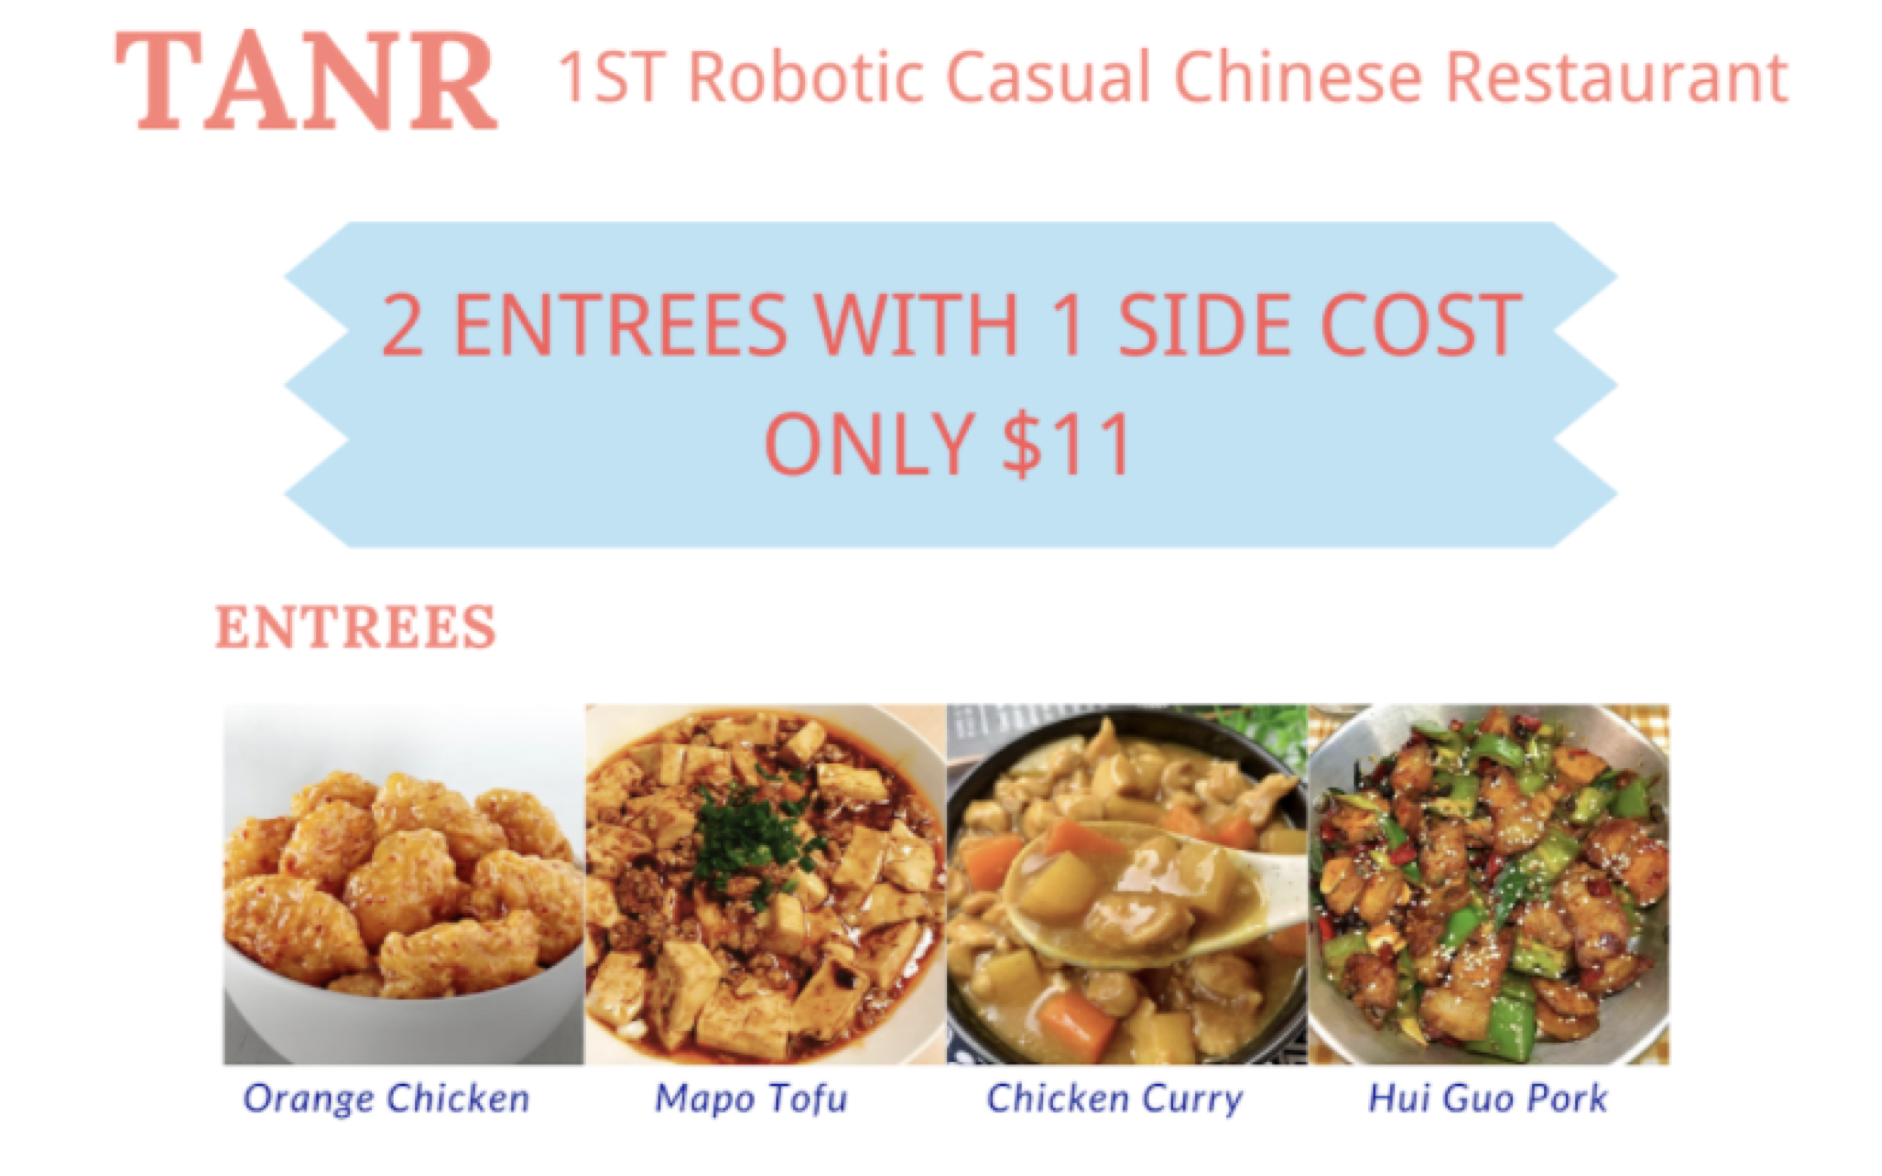 TANR 1ST Robotic Casual Chinese Restaurant
2 ENTREES WITH 1 SIDE COST
ONLY $11
ENTREES
Orange Chicken Mapo Tofu Chicken Curry Hui Guo Pork